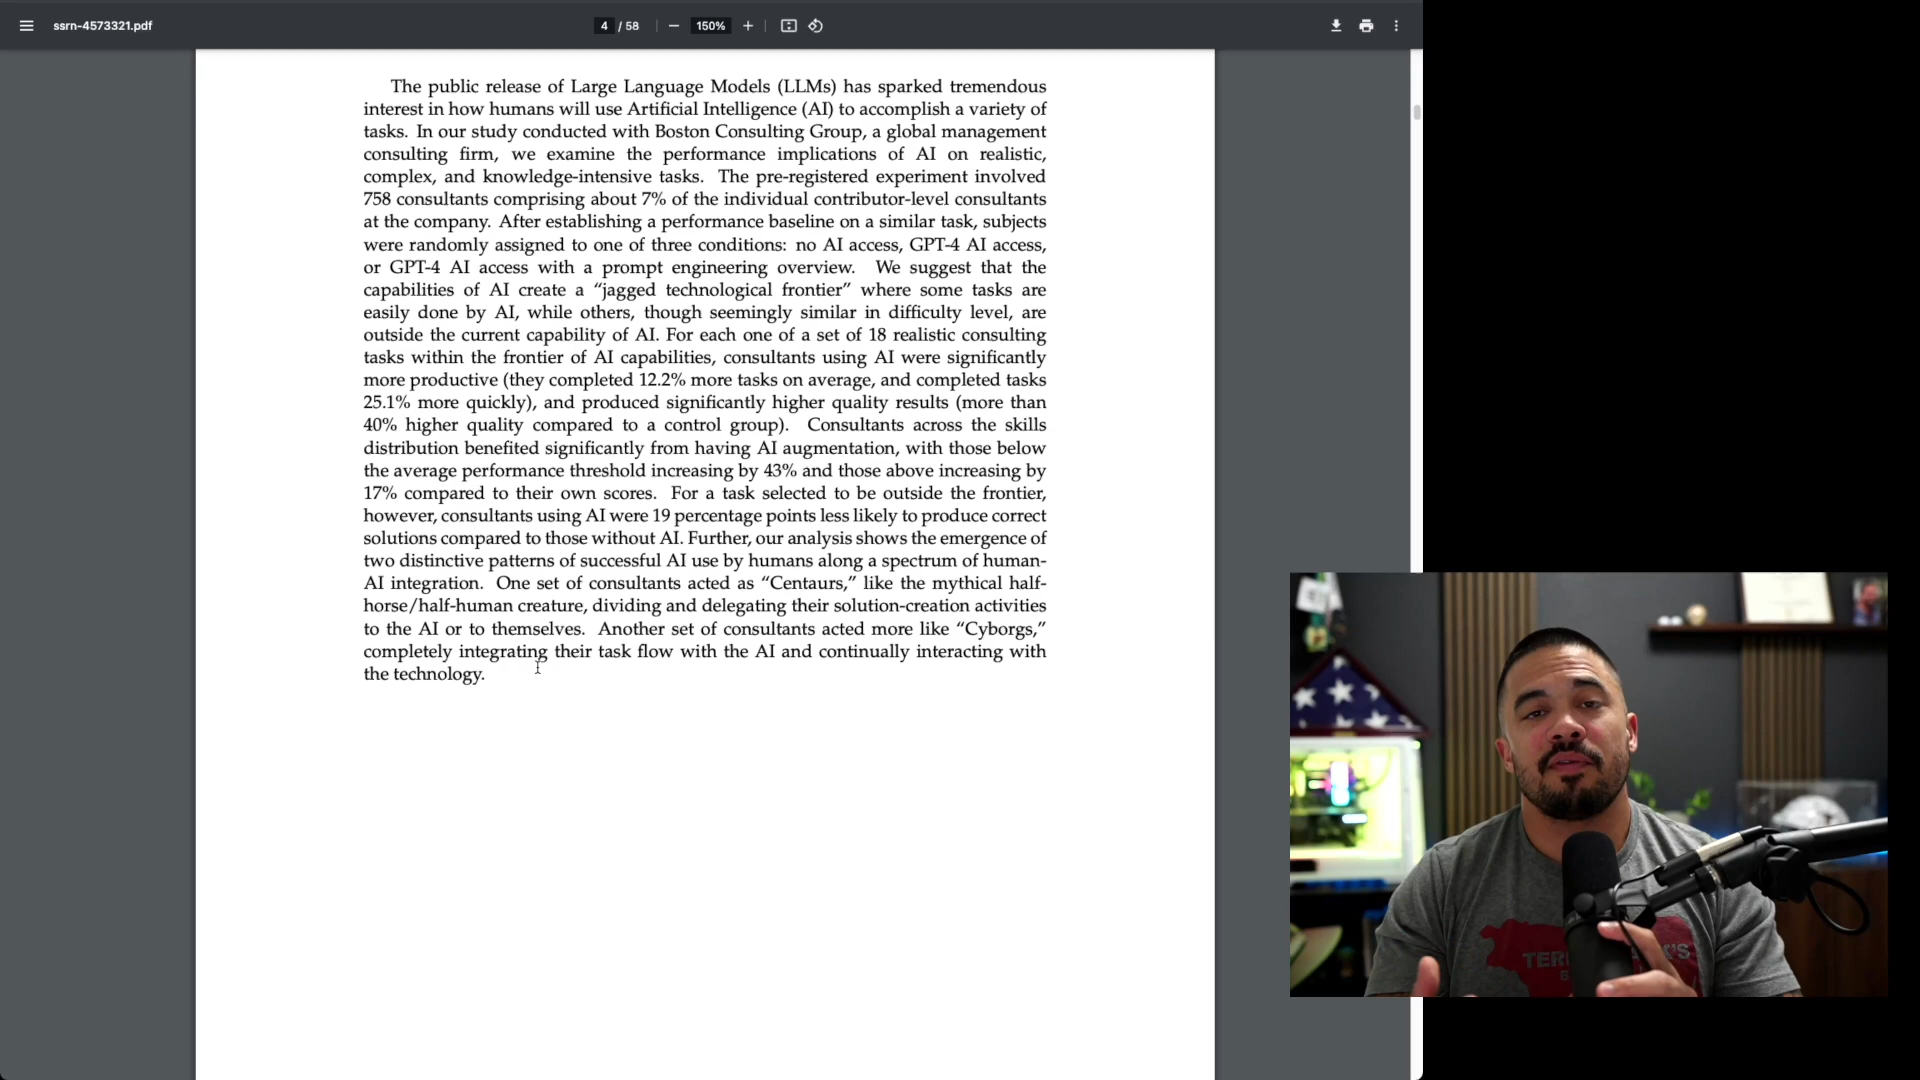 ssrn-4573321.pdf
4 / 58
150%
The public release of Large Language Models (LLMs) has sparked tremendous
interest in how humans will use Artificial Intelligence (AI) to accomplish a variety of
tasks. In our study conducted with Boston Consulting Group, a global management
consulting firm, we examine the performance implications of AI on realistic,
complex, and knowledge-intensive tasks. The pre-registered experiment involved
758 consultants comprising about 7% of the individual contributor-level consultants
at the company. After establishing a performance baseline on a similar task, subjects
were randomly assigned to one of three conditions: no AI access, GPT-4 AI access,
or GPT-4 AI access with a prompt engineering overview. We suggest that the
capabilities of AI create a “jagged technological frontier” where some tasks are
easily done by AI, while others, though seemingly similar in difficulty level, are
outside the current capability of AI. For each one of a set of 18 realistic consulting
tasks within the frontier of AI capabilities, consultants using AI were significantly
more productive (they completed 12.2% more tasks on average, and completed tasks
25.1% more quickly), and produced significantly higher quality results (more than
40% higher quality compared to a control group). Consultants across the skills
distribution benefited significantly from having AI augmentation, with those below
the average performance threshold increasing by 43% and those above increasing by
17% compared to their own scores. For a task selected to be outside the frontier,
however, consultants using AI were 19 percentage points less likely to produce correct
solutions compared to those without AI. Further, our analysis shows the emergence of
two distinctive patterns of successful AI use by humans along a spectrum of human-
AI integration. One set of consultants acted as “Centaurs,” like the mythical half-
horse/half-human creature, dividing and delegating their solution-creation activities
to the AI or to themselves. Another set of consultants acted more like “Cyborgs,”
completely integrating their task flow with the AI and continually interacting with
the technology.